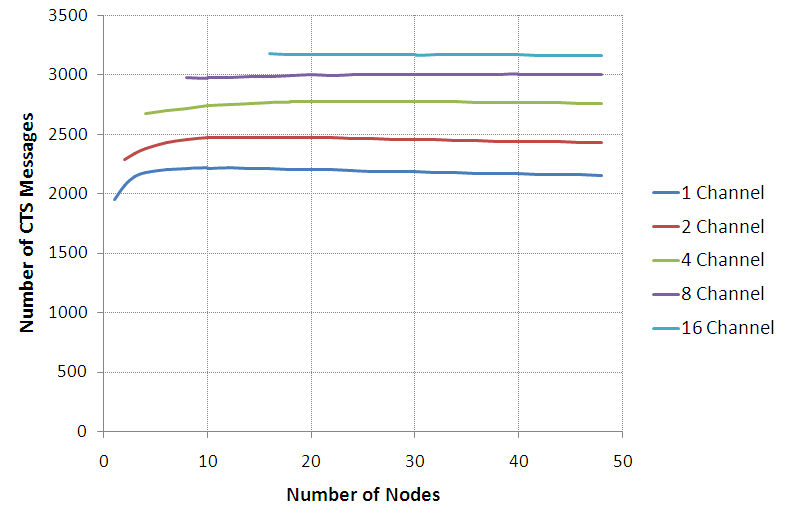 3500
3000
2500
2000
1500
1000
500
0
Number of CTS Messages
0 10 20 30 40 50
Number of Nodes
1 Channel
2 Channel
4 Channel
8 Channel
16 Channel